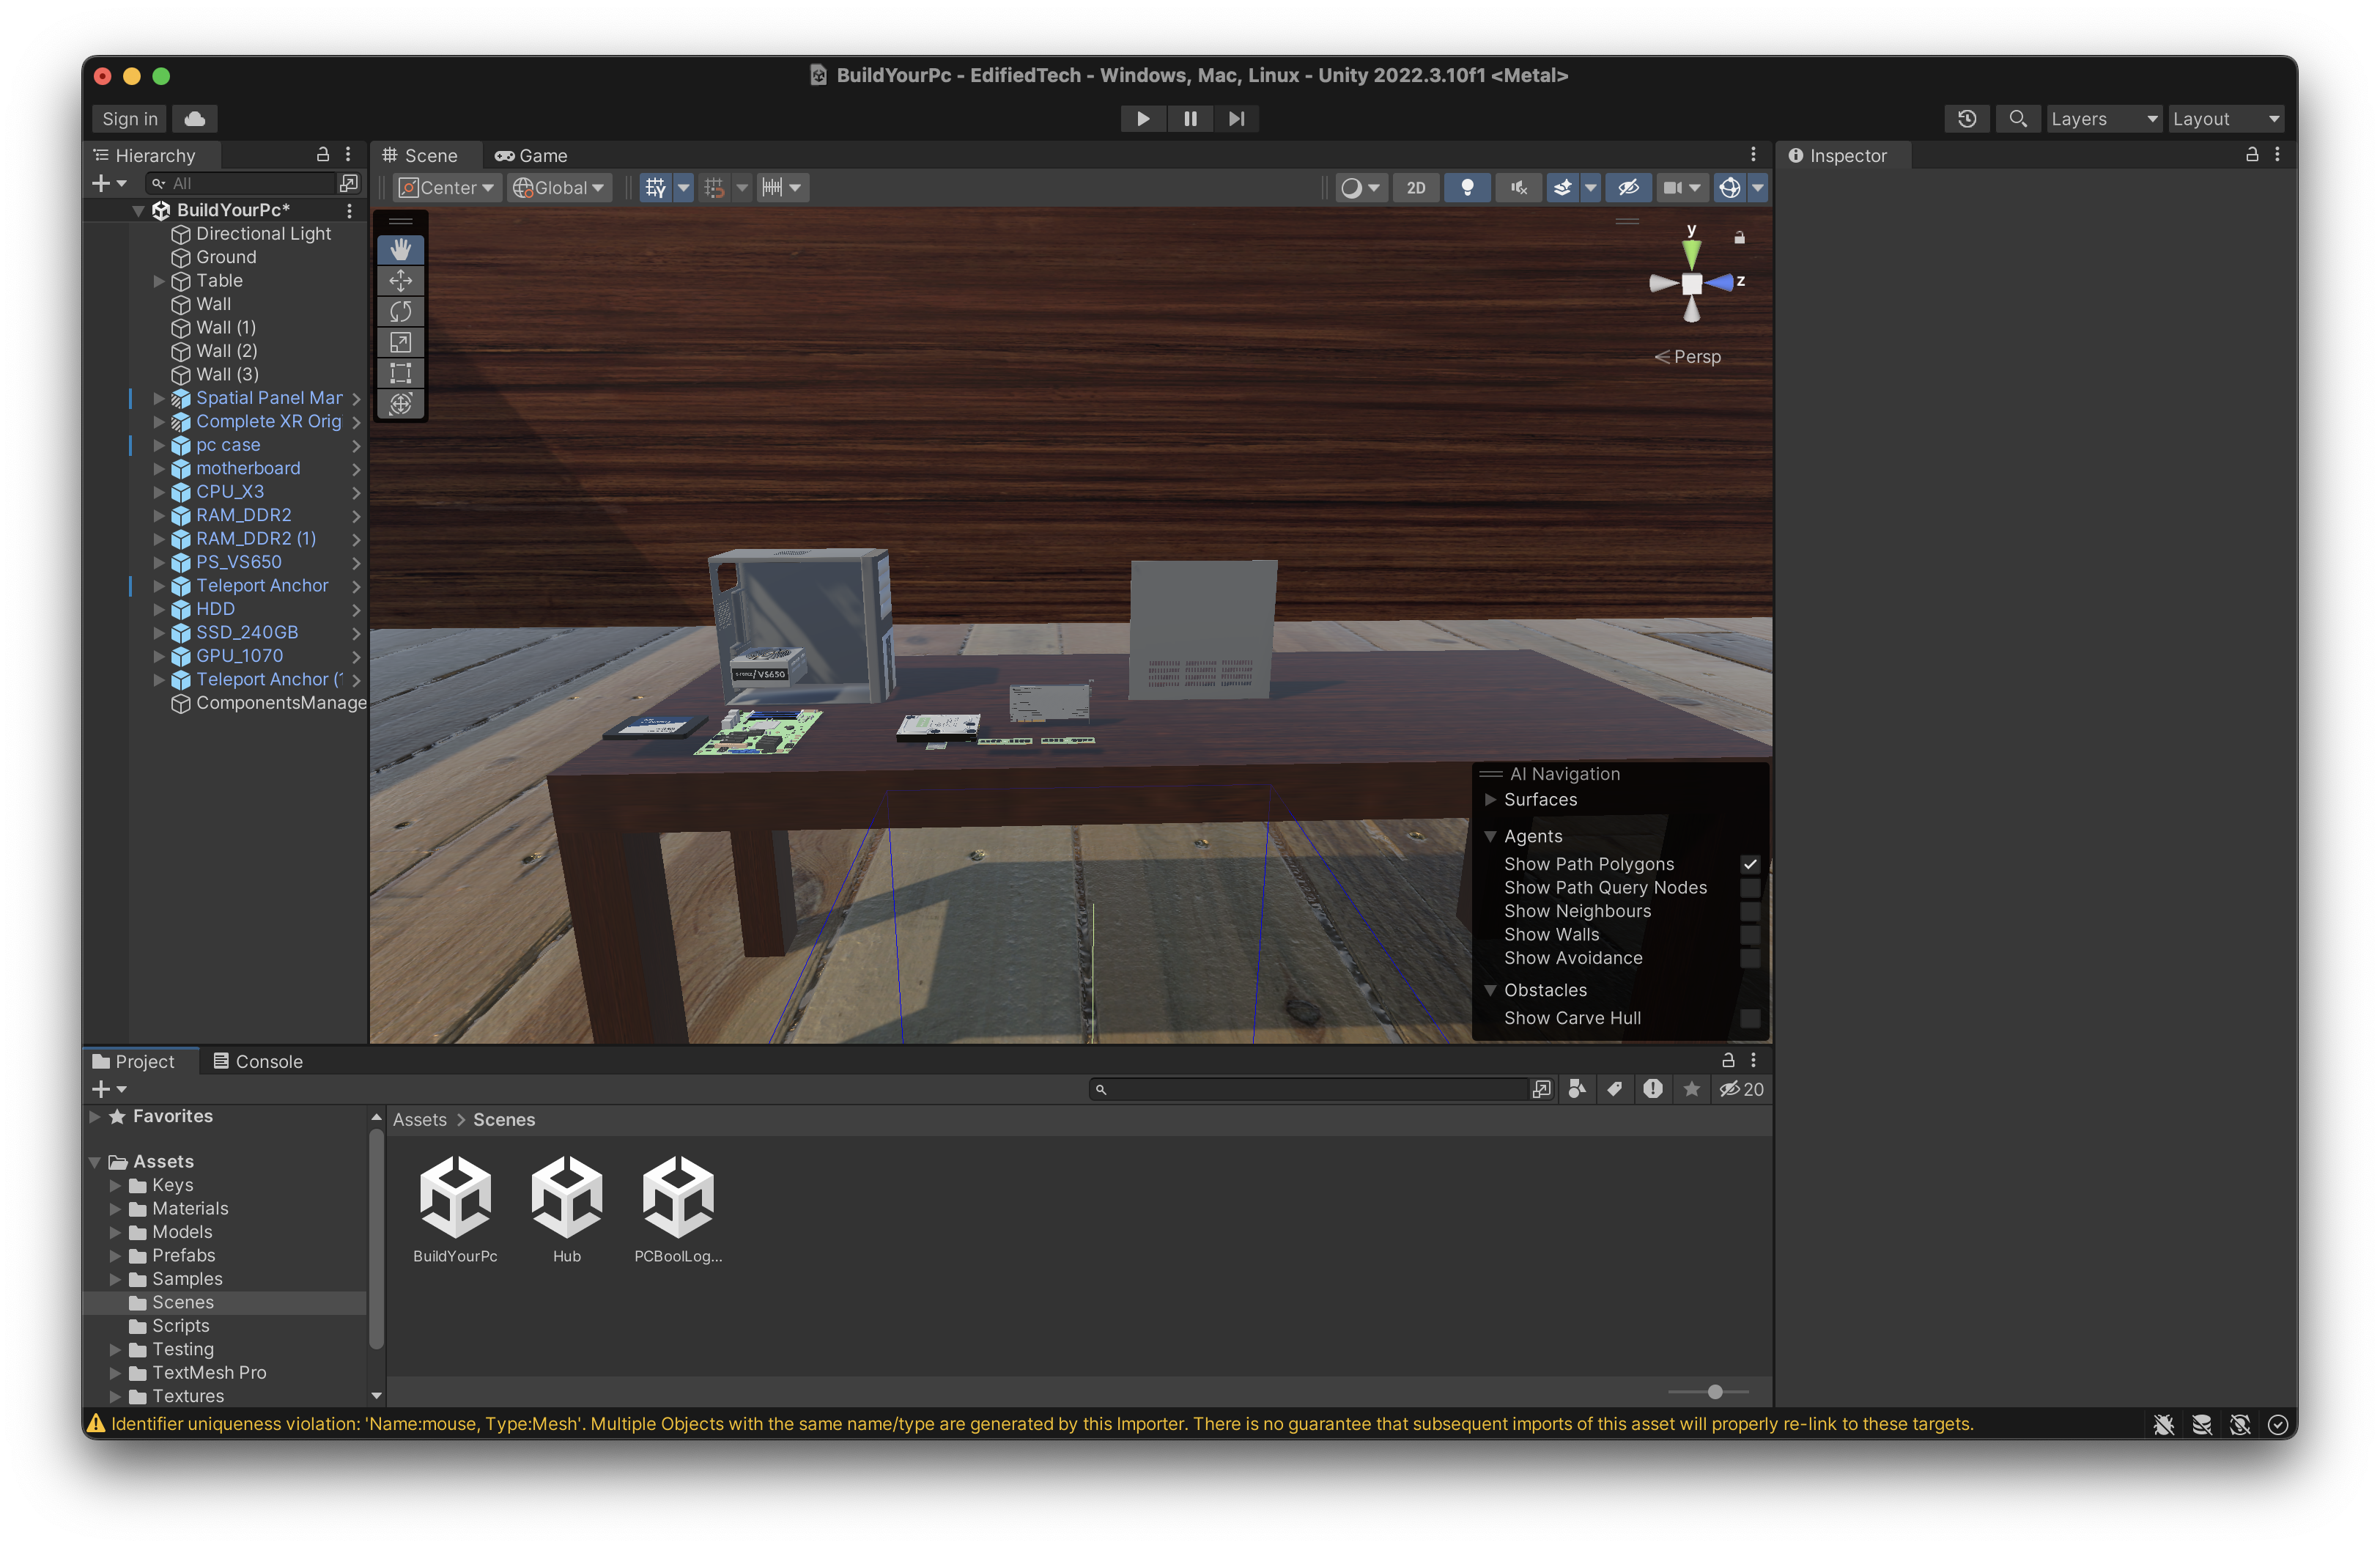 BuildYourPc - EdifiedTech - Windows, Mac, Linux - Unity 2022.3.10f1 <Metal>
Sign in
Layers
Layout
Hierarchy
All
BuildYourPc*
Directional Light
Ground
Table
Wall
Wall (1)
Wall (2)
Wall (3)
Spatial Panel Man
Complete XR Orig
pc case
motherboard
CPU_X3
RAM_DDR2
RAM_DDR2 (1)
PS_VS650
Teleport Anchor
HDD
SSD_240GB
GPU_1070
Teleport Anchor (1
ComponentsManage
Scene
Game
Center
Global
2D
y
z
Persp
VS650
AI Navigation
Surfaces
Agents
Show Path Polygons
Show Path Query Nodes
Show Neighbours
Show Walls
Show Avoidance
Obstacles
Show Carve Hull
Inspector
Project
Console
20
Favorites
Assets
Keys
Materials
Models
Prefabs
Samples
Scenes
Scripts
Testing
TextMesh Pro
Textures
Assets > Scenes
BuildYourPc
Hub
PCBoolLog...
Identifier uniqueness violation: 'Name:mouse, Type:Mesh'. Multiple Objects with the same name/type are generated by this Importer. There is no guarantee that subsequent imports of this asset will properly re-link to these targets.